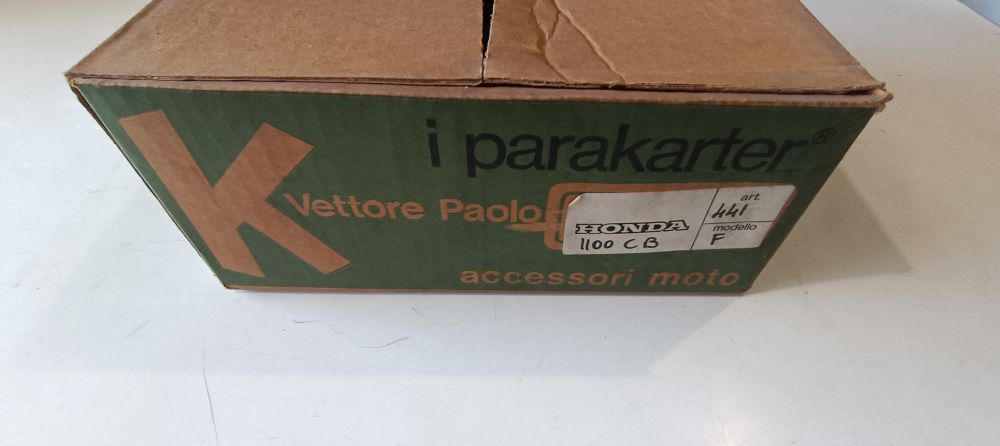 K
i parakarter®
Vettore Paolo
HONDA
1100 CB
art.
441
modello
F
accessori moto